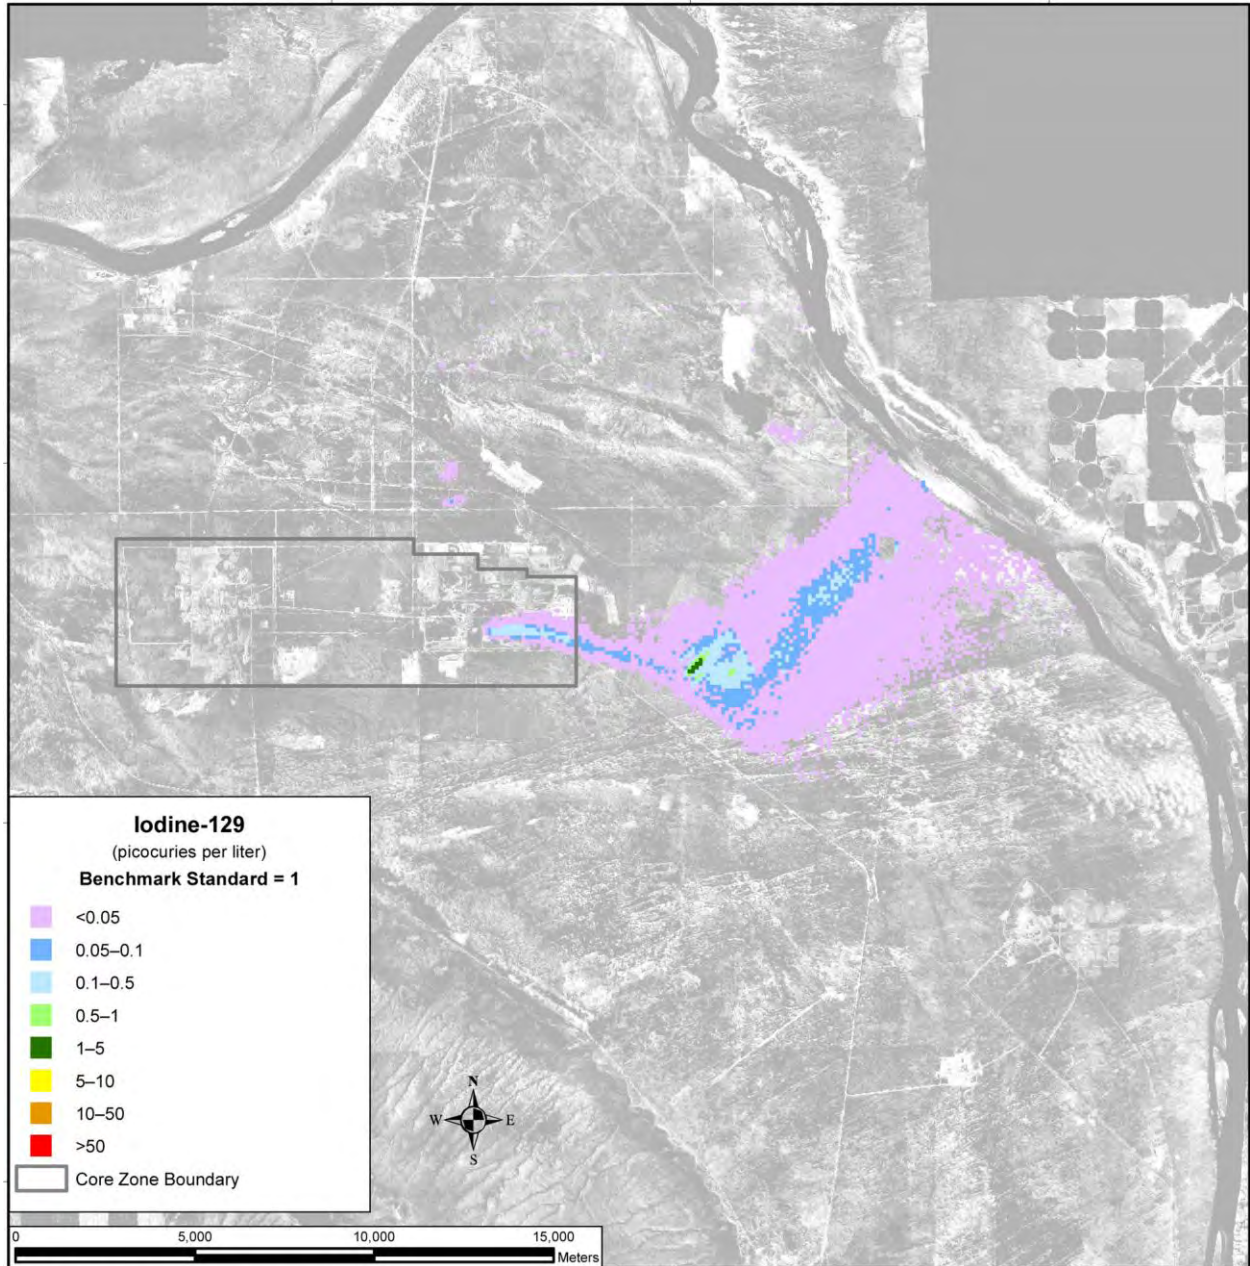 Iodine-129
(picocuries per liter)
Benchmark Standard = 1
<0.05
0.05–0.1
0.1–0.5
0.5–1
1–5
5–10
10–50
>50
Core Zone Boundary
N
W E
S
0 5,000 10,000 15,000
Meters